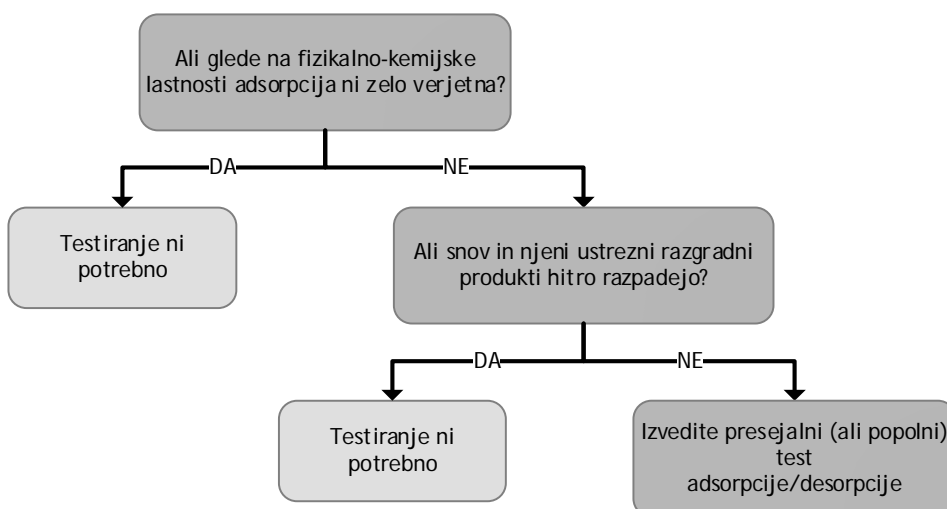 Ali glede na fizikalno-kemijske
lastnosti adsorpcija ni zelo verjetna?
DA
NE
Testiranje ni
potrebno
Ali snov in njeni ustrezni razgradni
produkti hitro razpadejo?
DA
NE
Testiranje ni
potrebno
Izvedite presejalni (ali popolni)
test
adsorpcije/desorpcije